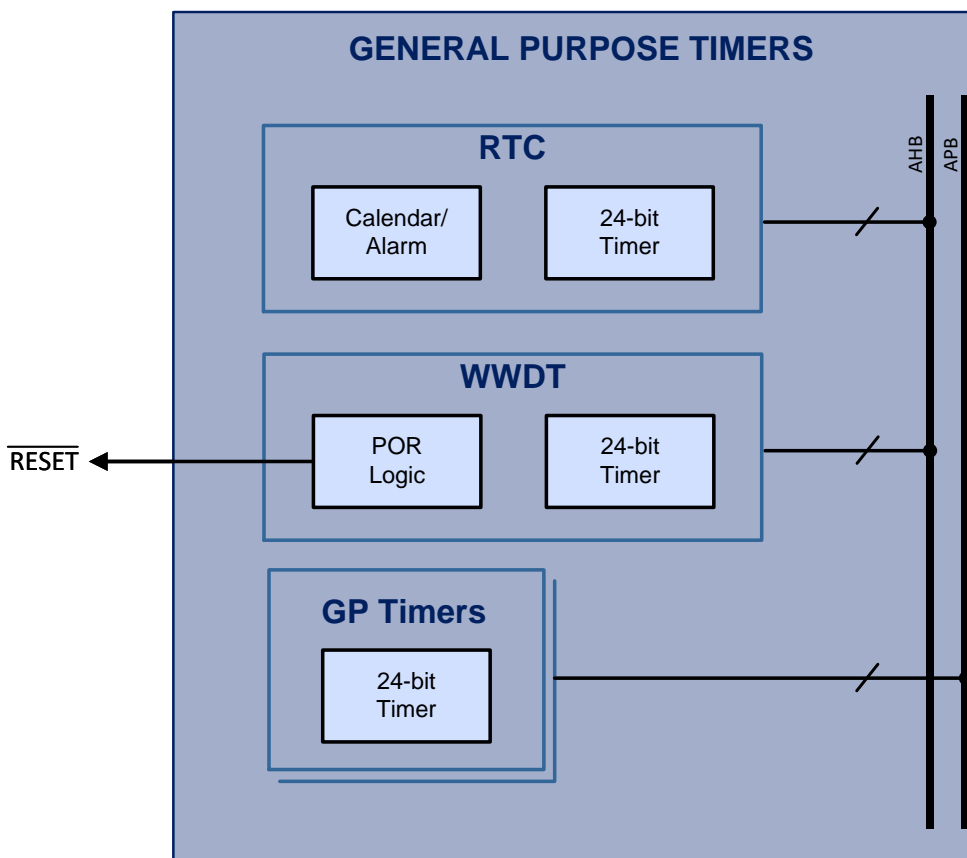 GENERAL PURPOSE TIMERS
AHB
APB
RTC
Calendar/
Alarm
24-bit
Timer
WWDT
RESET
POR
Logic
24-bit
Timer
GP Timers
24-bit
Timer